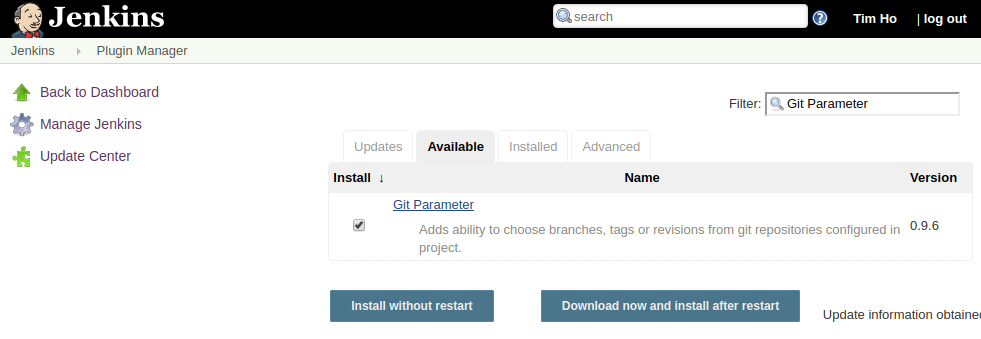 Jenkins
search
Tim Ho
| log out
Jenkins
Plugin Manager
Back to Dashboard
Manage Jenkins
Update Center
Filter:
Git Parameter
Updates
Available
Installed
Advanced
Install ↓
Name
Version
Git Parameter
Adds ability to choose branches, tags or revisions from git repositories configured in
project.
0.9.6
Install without restart
Download now and install after restart
Update information obtained